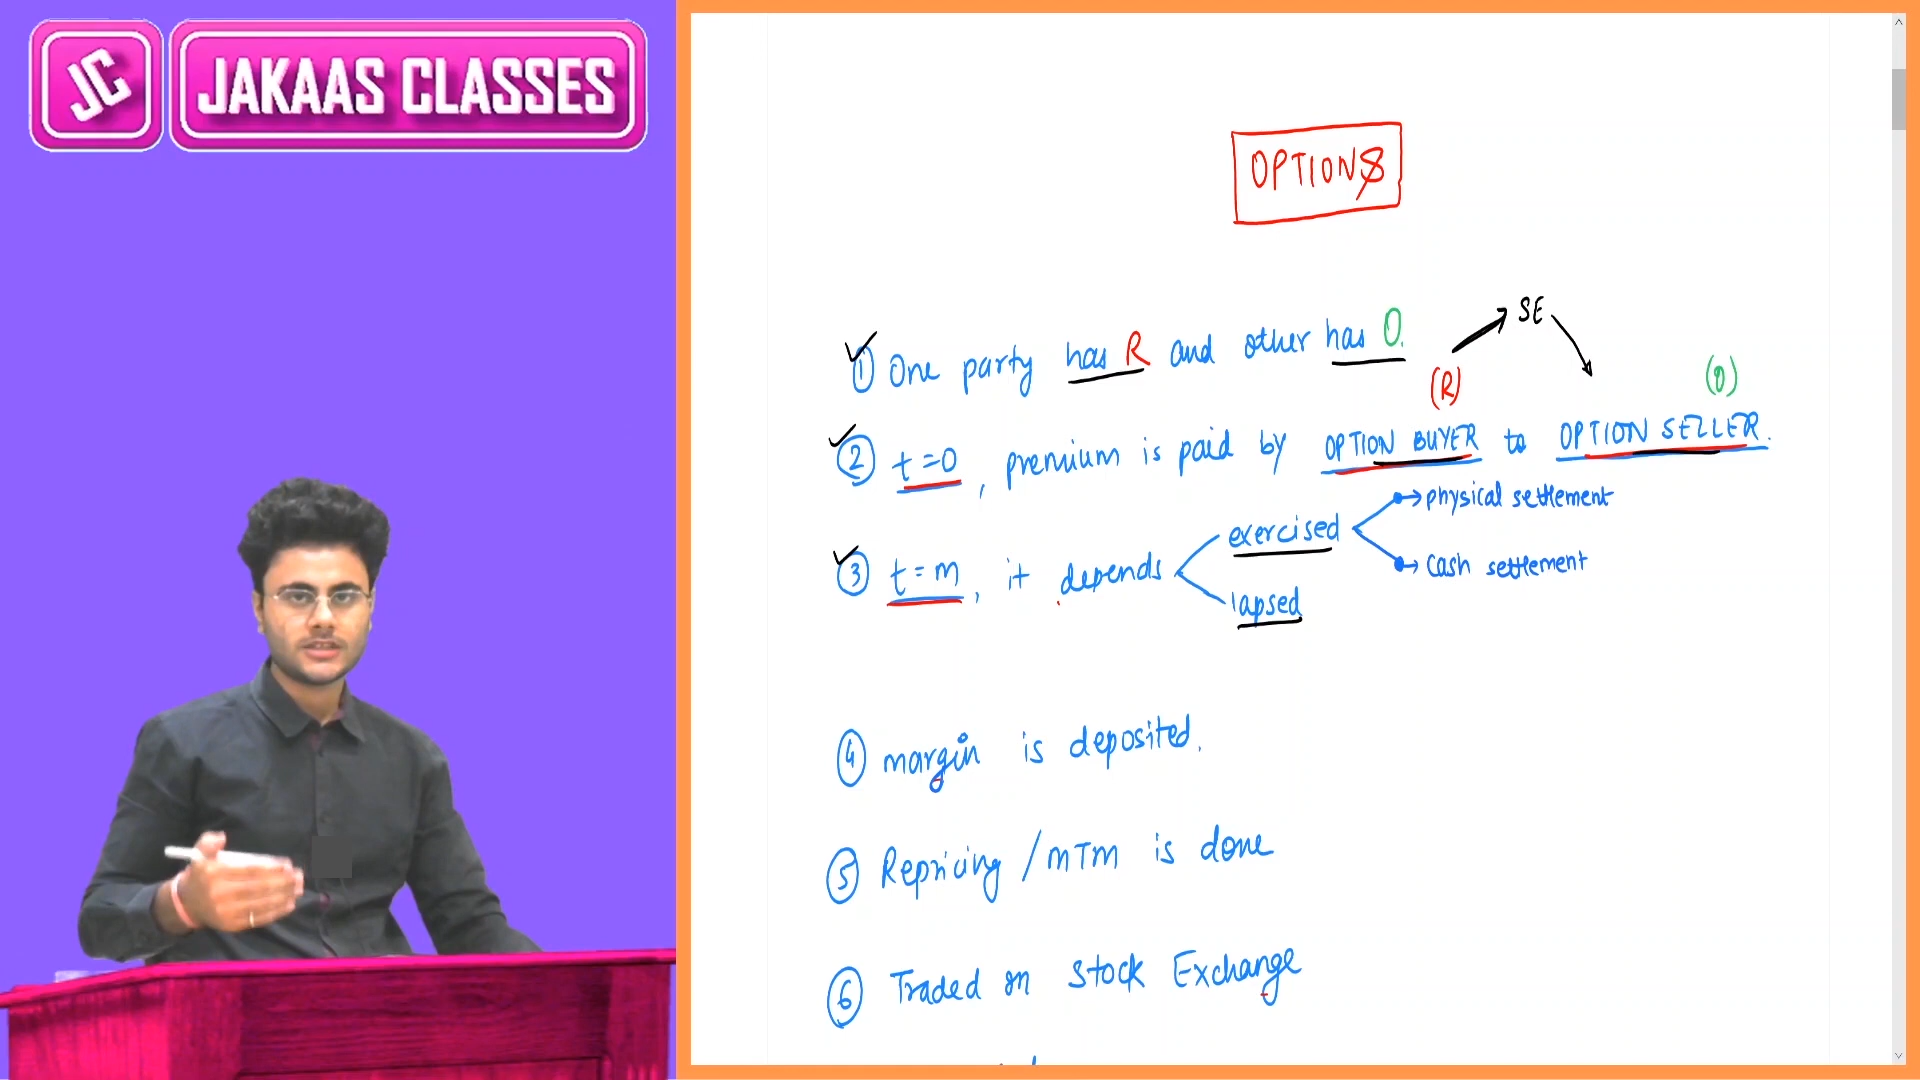 JC JAKAAS CLASSES
OPTIONS
SE
① One party has R and other has O.
(R) (O)
② t=0, premium is paid by OPTION BUYER to OPTION SELLER.
→ physical settlement
exercised
③ t=m, it depends
→ Cash settlement
lapsed
④ margin is deposited.
⑤ Repricing / MTM is done
⑥ Traded on Stock Exchange